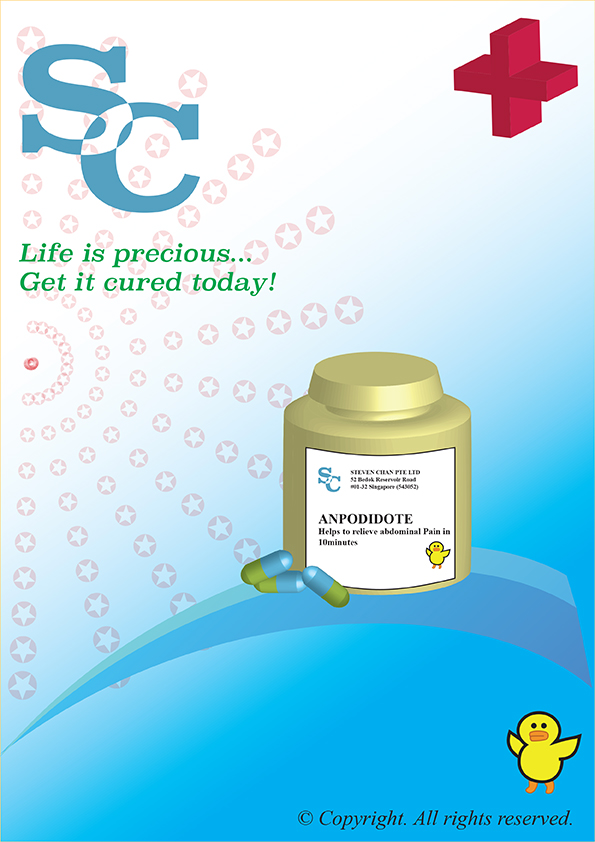 SC
Life is precious...
Get it cured today!
SC
STEVEN CHAN PTE LTD
52 Bedok Reservoir Road
#01-J2 Singapore (543052)
ANPODIDOTE
Helps to relieve abdominal Pain in
10minutes
© Copyright. All rights reserved.